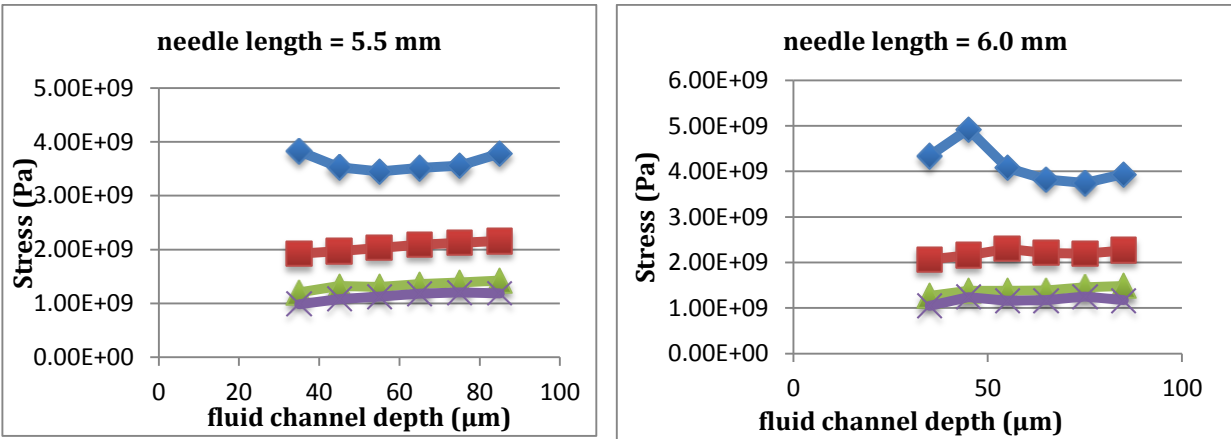 needle length = 5.5 mm
5.00E+09
4.00E+09
3.00E+09
2.00E+09
1.00E+09
0.00E+00
Stress (Pa)
0 20 40 60 80 100
fluid channel depth (µm)
needle length = 6.0 mm
6.00E+09
5.00E+09
4.00E+09
3.00E+09
2.00E+09
1.00E+09
0.00E+00
Stress (Pa)
0 50 100
fluid channel depth (µm)